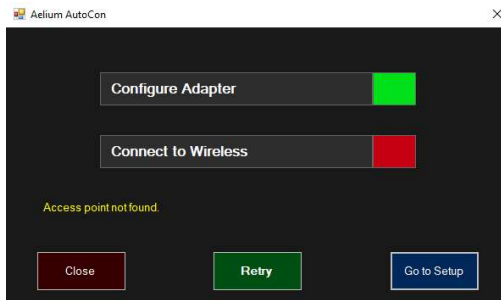 Aelium AutoCon
Configure Adapter
Connect to Wireless
Access point not found.
Close
Retry
Go to Setup